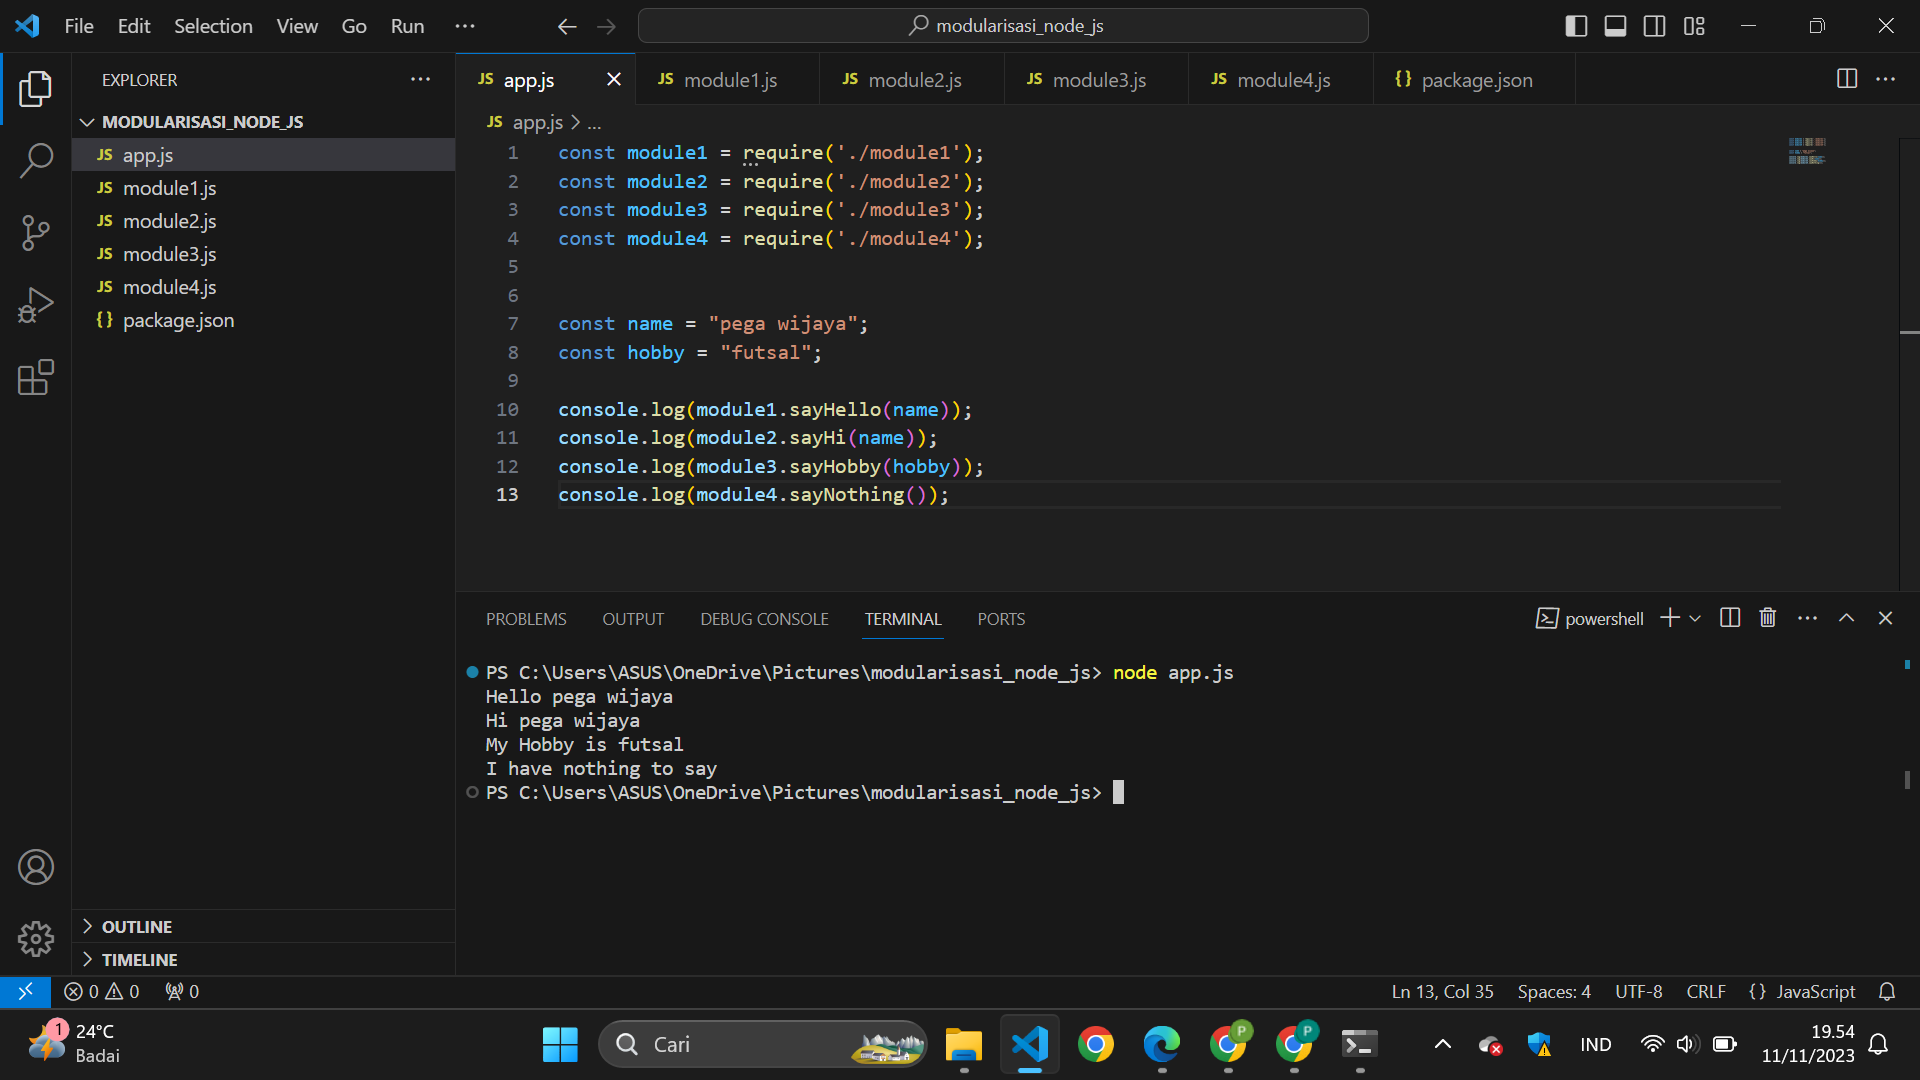 File Edit Selection View Go Run ···
modularisasi_node_js
EXPLORER
MODULARISASI_NODE_JS
JS app.js
JS module1.js
JS module2.js
JS module3.js
JS module4.js
{} package.json
OUTLINE
TIMELINE
JS app.js JS module1.js JS module2.js JS module3.js JS module4.js {} package.json
JS app.js > ...
1 const module1 = require('./module1');
2 const module2 = require('./module2');
3 const module3 = require('./module3');
4 const module4 = require('./module4');
5
6
7 const name = "pega wijaya";
8 const hobby = "futsal";
9
10 console.log(module1.sayHello(name));
11 console.log(module2.sayHi(name));
12 console.log(module3.sayHobby(hobby));
13 console.log(module4.sayNothing());
PROBLEMS OUTPUT DEBUG CONSOLE TERMINAL PORTS
powershell
PS C:\Users\ASUS\OneDrive\Pictures\modularisasi_node_js> node app.js
Hello pega wijaya
Hi pega wijaya
My Hobby is futsal
I have nothing to say
PS C:\Users\ASUS\OneDrive\Pictures\modularisasi_node_js>
0 0 0
Ln 13, Col 35 Spaces: 4 UTF-8 CRLF {} JavaScript
1
24°C
Badai
Cari
P
P
IND
19.54
11/11/2023